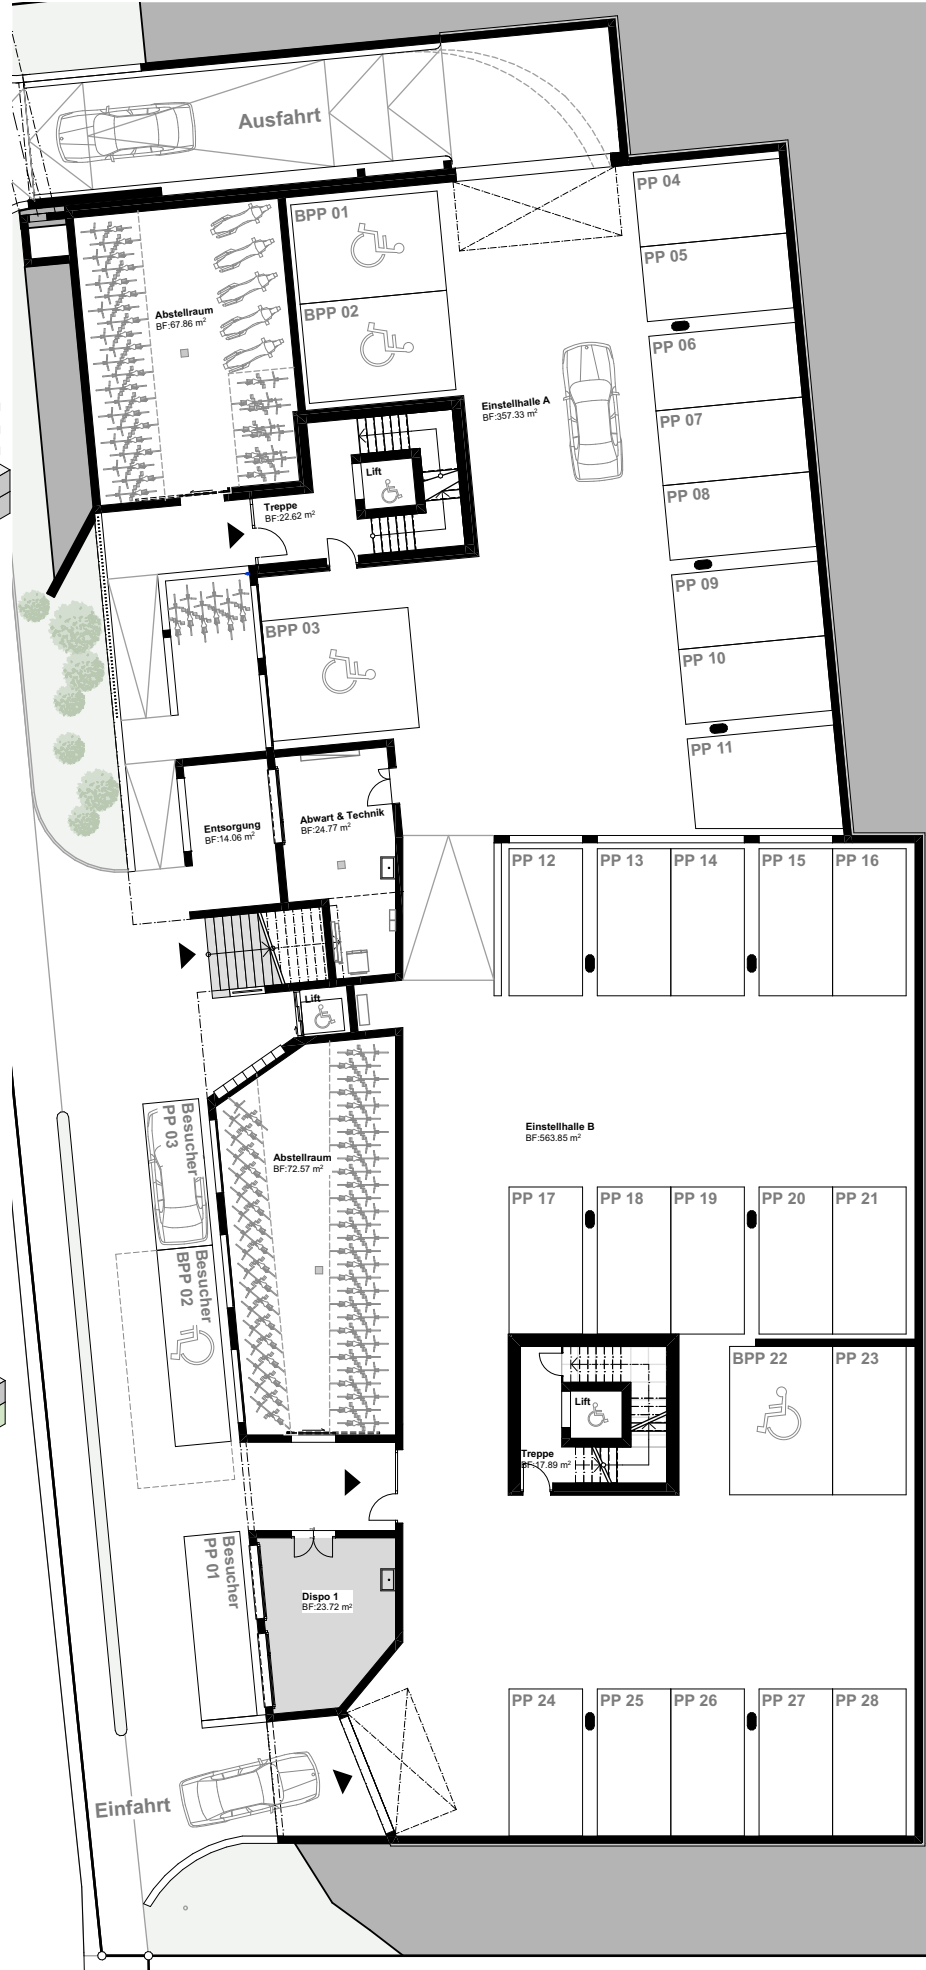 Ausfahrt
PP 04
BPP 01
PP 05
BPP 02
Abstellraum
BF:67.86 m²
PP 06
Einstellhalle A
BF:357.33 m²
PP 07
Lift
PP 08
Treppe
BF:22.62 m²
PP 09
BPP 03
PP 10
PP 11
Entsorgung
BF:14.06 m²
Abwart & Technik
BF:24.77 m²
PP 12
PP 13
PP 14
PP 15
PP 16
Lift
Besucher
PP 03
Abstellraum
BF:72.57 m²
Einstellhalle B
BF:563.85 m²
PP 17
PP 18
PP 19
PP 20
PP 21
Besucher
BPP 02
BPP 22
PP 23
Lift
Treppe
BF:17.89 m²
Besucher
PP 01
Dispo 1
BF:23.72 m²
PP 24
PP 25
PP 26
PP 27
PP 28
Einfahrt